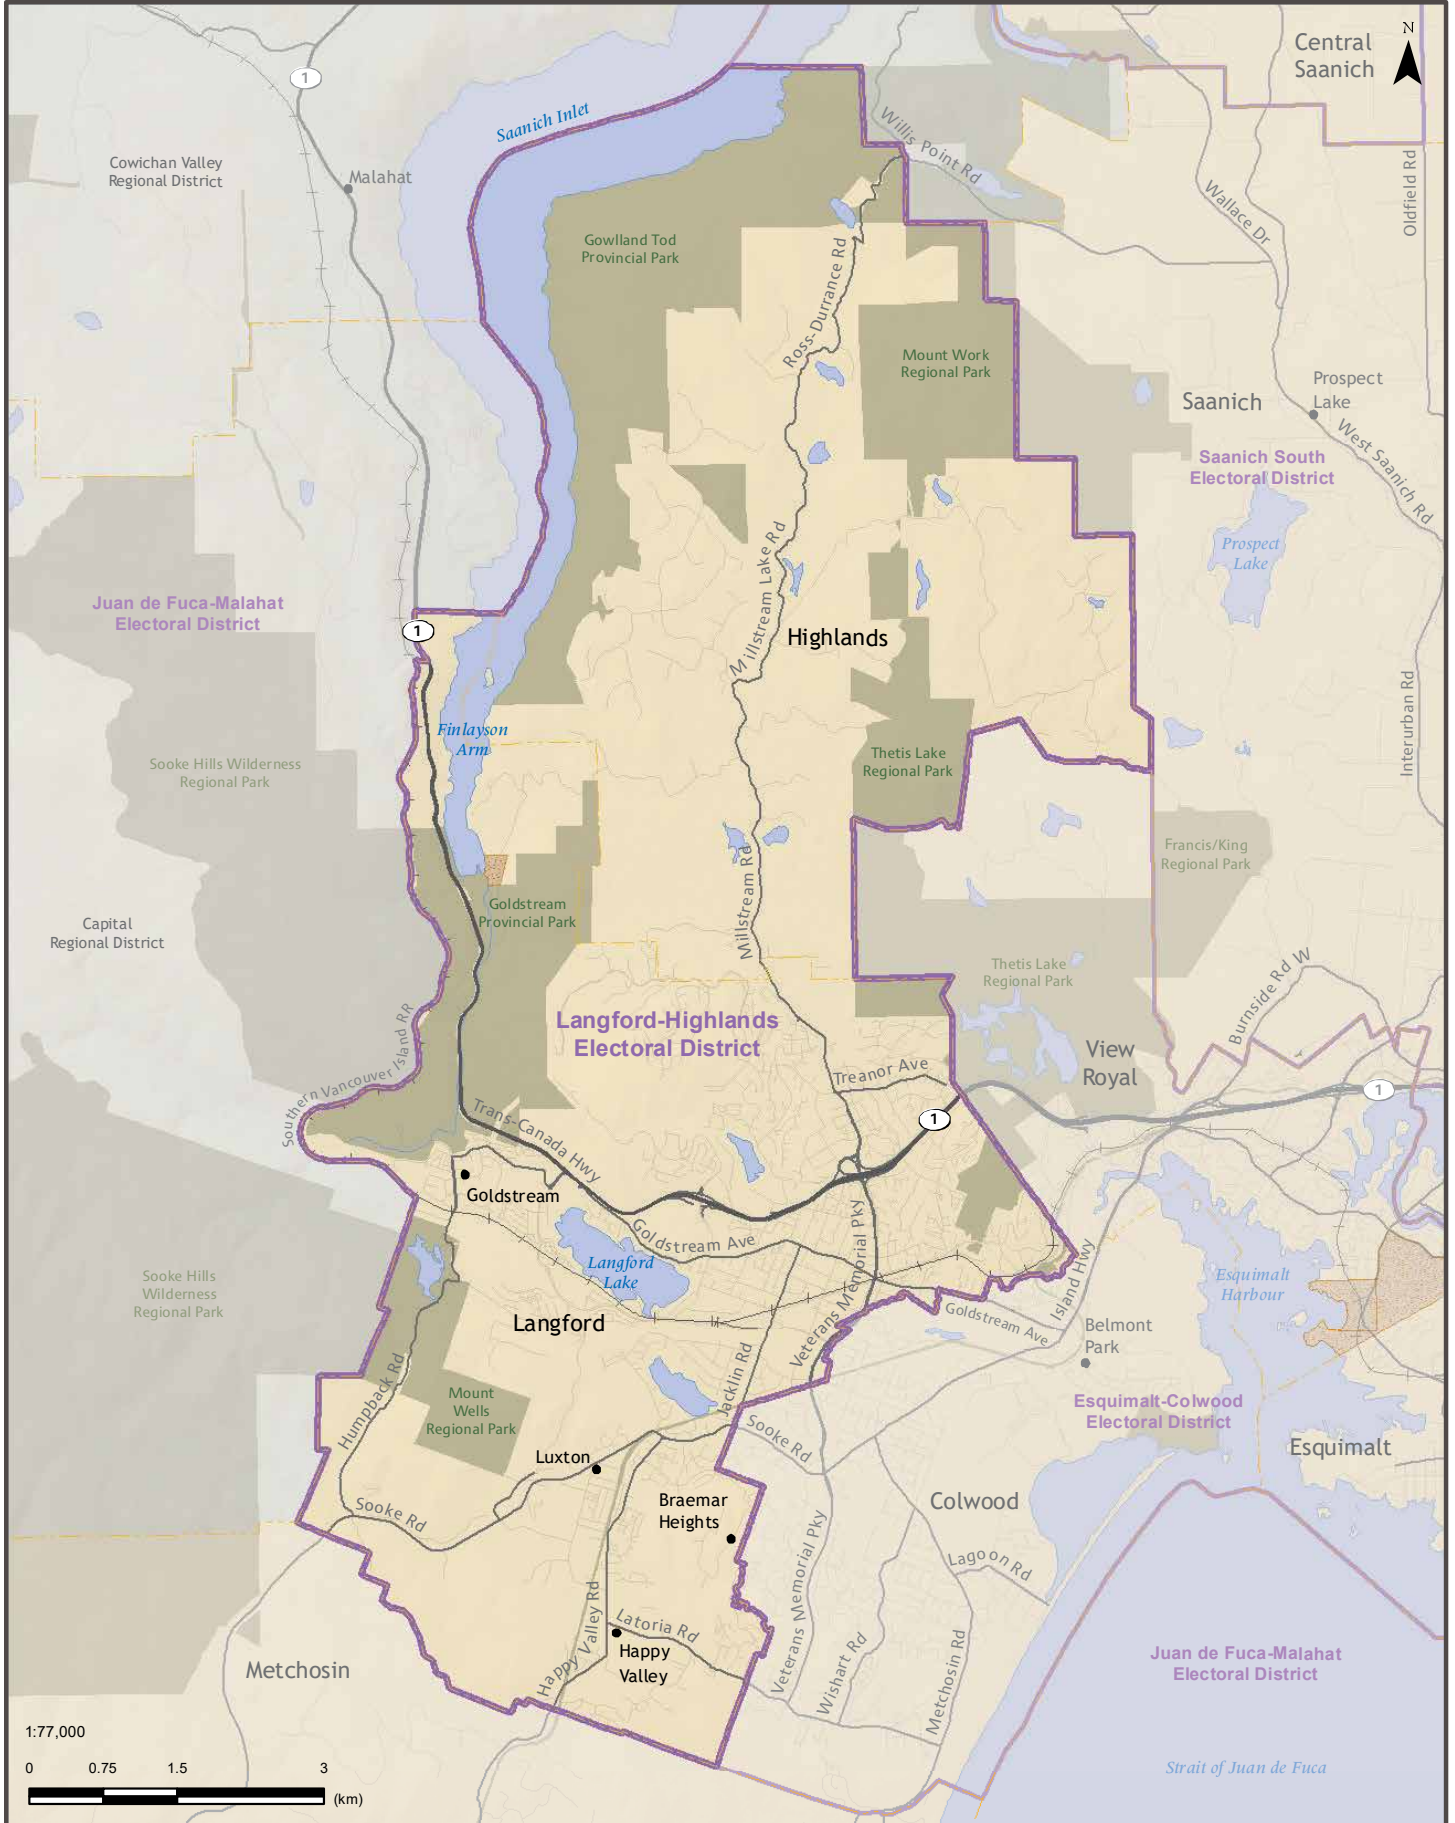 N
Central
Saanich
1
Saanich Inlet
Willis Point Rd
Cowichan Valley
Regional District
Malahat
Oldfield Rd
Wallace Dr
Gowlland Tod
Provincial Park
Ross-Durrance Rd
Mount Work
Regional Park
Prospect
Lake
Saanich
West Saanich Rd
Saanich South
Electoral District
Prospect
Lake
Millstream Lake Rd
Juan de Fuca-Malahat
Electoral District
1
Highlands
Interurban Rd
Finlayson
Arm
Thetis Lake
Regional Park
Sooke Hills Wilderness
Regional Park
Francis/King
Regional Park
Millstream Rd
Goldstream
Provincial Park
Capital
Regional District
Thetis Lake
Regional Park
Burnside Rd W
Langford-Highlands
Electoral District
Southern Vancouver Island RR
View
Royal
Treanor Ave
1
1
Trans-Canada Hwy
Goldstream
Veterans Memorial Pky
Goldstream Ave
Langford
Lake
Island Hwy
Esquimalt
Harbour
Sooke Hills
Wilderness
Regional Park
Goldstream Ave
Langford
Belmont
Park
Jacklin Rd
Humpback Rd
Mount
Wells
Regional Park
Esquimalt-Colwood
Electoral District
Sooke Rd
Esquimalt
Luxton
Braemar
Heights
Colwood
Sooke Rd
Lagoon Rd
Veterans Memorial Pky
Happy Valley Rd
Latoria Rd
Happy
Valley
Wishart Rd
Metchosin Rd
Metchosin
Juan de Fuca-Malahat
Electoral District
Strait of Juan de Fuca
1:77,000
0 0.75 1.5 3
(km)